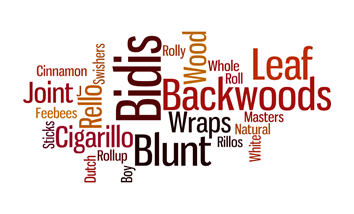 Cinnamon
Joint
L
Feebees
Rello
Swishers
Sticks
Cigarillo
Dutch
Rollup
Boy
Bidis
Blunt
Rolly
Wood
Whole
Roll
Leaf
Backwoods
Wraps
Masters
Natural
Rillos
White